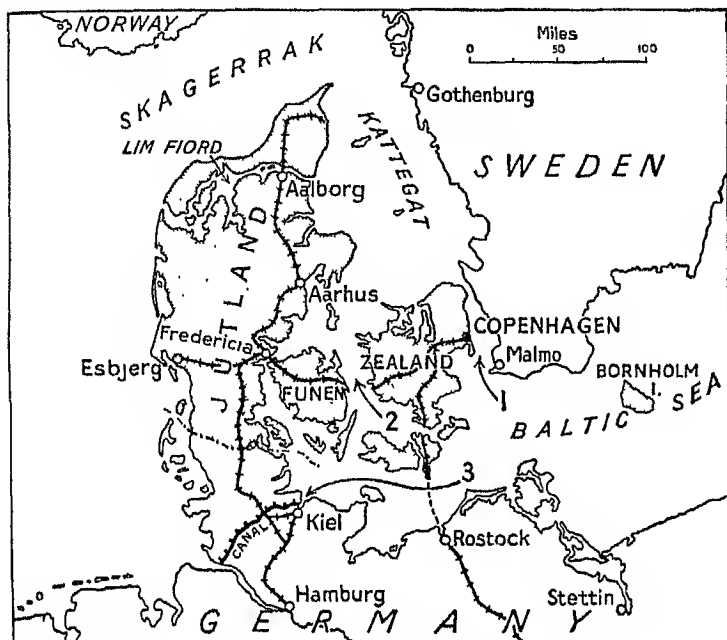 NORWAY
Miles
0 50 100
SKAGERRAK
Gothenburg
KATTEGAT
LIM FIORD
SWEDEN
Aalborg
JUTLAND
Aarhus
COPENHAGEN
Fredericia
ZEALAND
Malmo
Esbjerg
BORNHOLM
FUNEN
1
2
BALTIC SEA
3
Kiel
CANAL
Rostock
Hamburg
Stettin
GERMANY